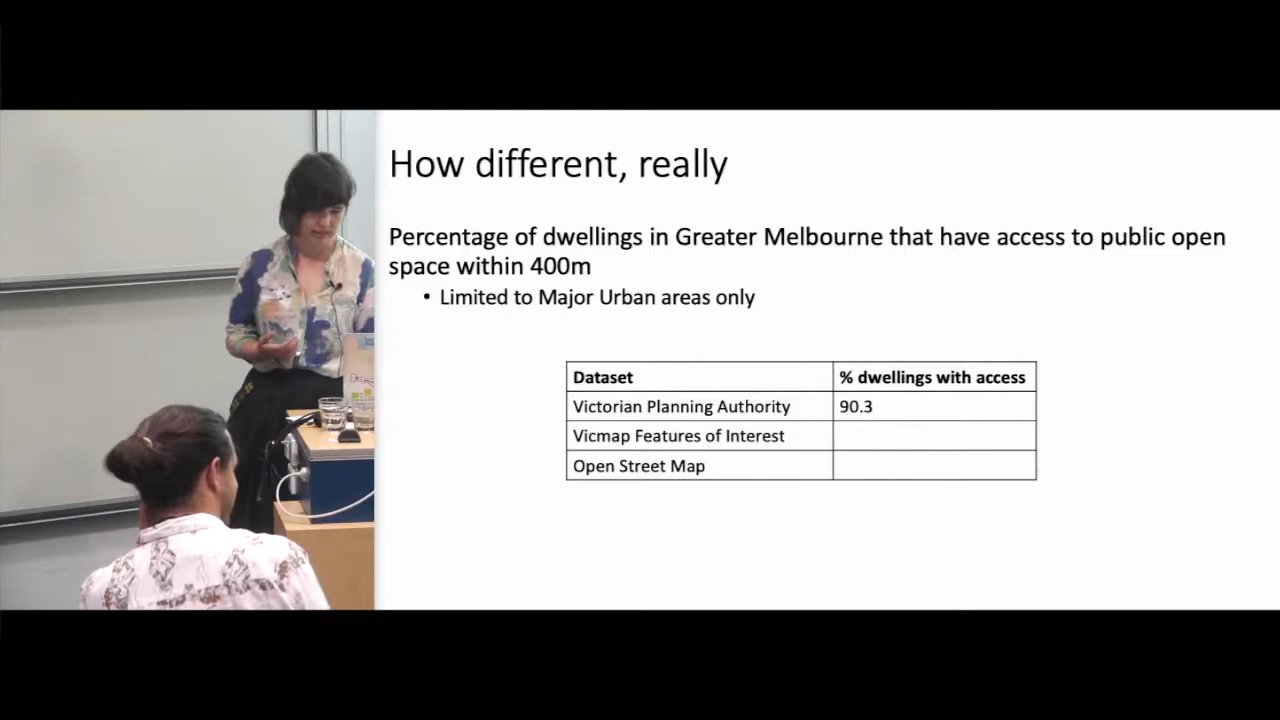 How different, really
Percentage of dwellings in Greater Melbourne that have access to public open
space within 400m
• Limited to Major Urban areas only
Dataset % dwellings with access
Victorian Planning Authority 90.3
Vicmap Features of Interest
Open Street Map